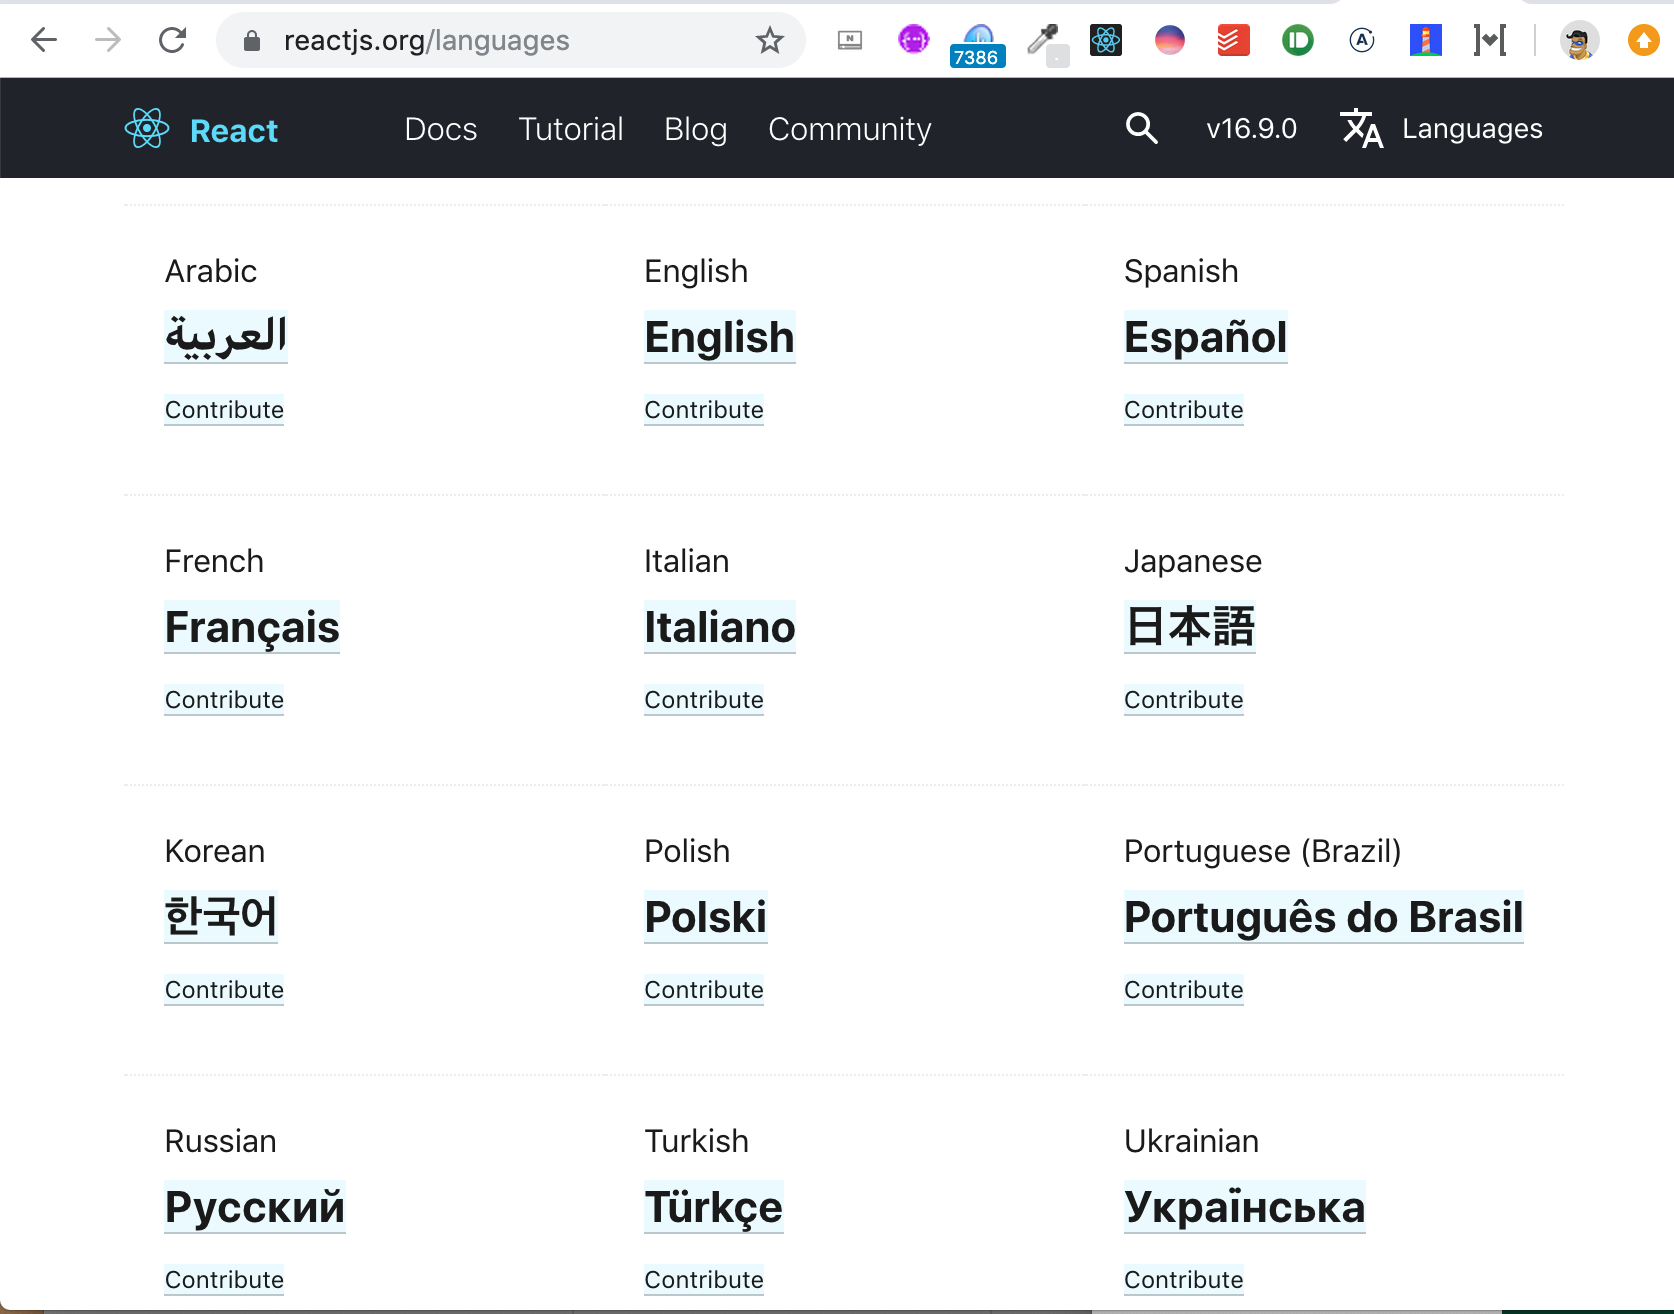 reactjs.org/languages
7386
React
Docs
Tutorial
Blog
Community
v16.9.0
Languages
Arabic
English
Spanish
العربية
English
Español
Contribute
Contribute
Contribute
French
Italian
Japanese
Français
Italiano
日本語
Contribute
Contribute
Contribute
Korean
Polish
Portuguese (Brazil)
한국어
Polski
Português do Brasil
Contribute
Contribute
Contribute
Russian
Turkish
Ukrainian
Русский
Türkçe
Українська
Contribute
Contribute
Contribute